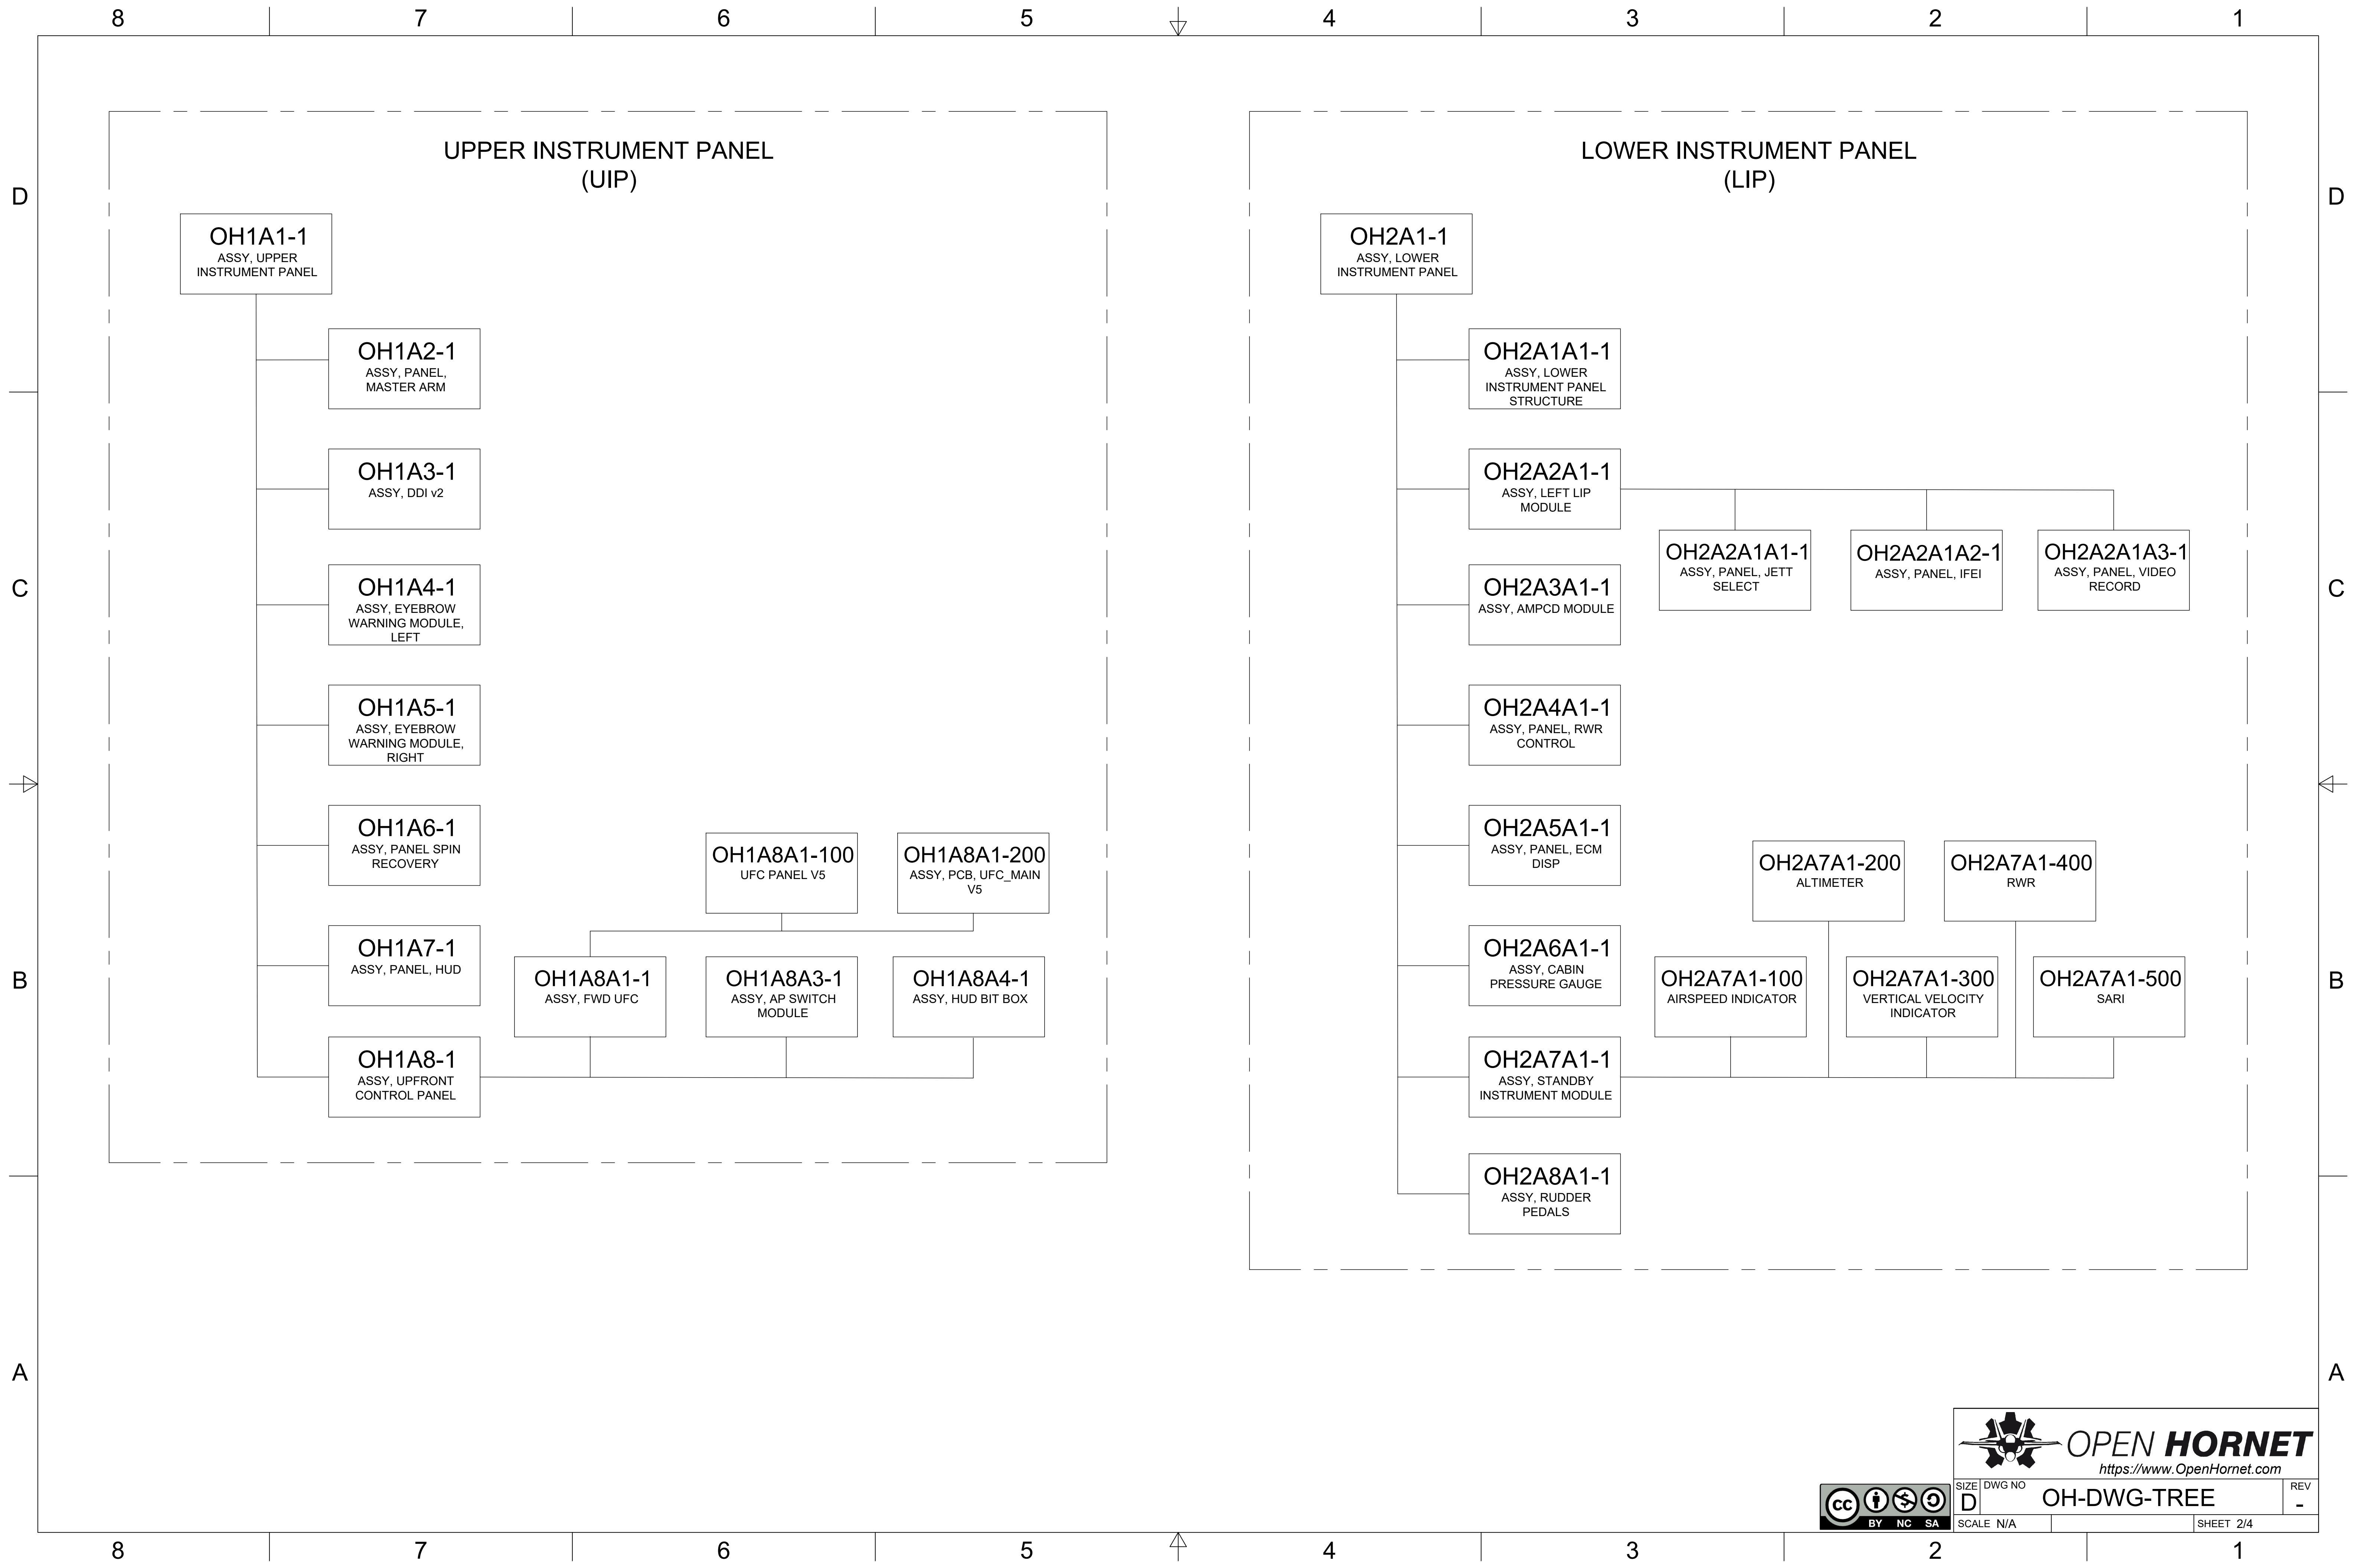 8 7 6 5 4 3 2 1
D
D
C
C
B
B
A
A
UPPER INSTRUMENT PANEL
(UIP)
OH1A1-1
ASSY, UPPER
INSTRUMENT PANEL
OH1A2-1
ASSY, PANEL,
MASTER ARM
OH1A3-1
ASSY, DDI v2
OH1A4-1
ASSY, EYEBROW
WARNING MODULE,
LEFT
OH1A5-1
ASSY, EYEBROW
WARNING MODULE,
RIGHT
OH1A6-1
ASSY, PANEL SPIN
RECOVERY
OH1A7-1
ASSY, PANEL, HUD
OH1A8-1
ASSY, UPFRONT
CONTROL PANEL
OH1A8A1-100
UFC PANEL V5
OH1A8A1-200
ASSY, PCB, UFC_MAIN
V5
OH1A8A1-1
ASSY, FWD UFC
OH1A8A3-1
ASSY, AP SWITCH
MODULE
OH1A8A4-1
ASSY, HUD BIT BOX
LOWER INSTRUMENT PANEL
(LIP)
OH2A1-1
ASSY, LOWER
INSTRUMENT PANEL
OH2A1A1-1
ASSY, LOWER
INSTRUMENT PANEL
STRUCTURE
OH2A2A1-1
ASSY, LEFT LIP
MODULE
OH2A2A1A1-1
ASSY, PANEL, JETT
SELECT
OH2A2A1A2-1
ASSY, PANEL, IFEI
OH2A2A1A3-1
ASSY, PANEL, VIDEO
RECORD
OH2A3A1-1
ASSY, AMPCD MODULE
OH2A4A1-1
ASSY, PANEL, RWR
CONTROL
OH2A5A1-1
ASSY, PANEL, ECM
DISP
OH2A6A1-1
ASSY, CABIN
PRESSURE GAUGE
OH2A7A1-1
ASSY, STANDBY
INSTRUMENT MODULE
OH2A7A1-200
ALTIMETER
OH2A7A1-400
RWR
OH2A7A1-100
AIRSPEED INDICATOR
OH2A7A1-300
VERTICAL VELOCITY
INDICATOR
OH2A7A1-500
SARI
OH2A8A1-1
ASSY, RUDDER
PEDALS
OPEN HORNET
https://www.OpenHornet.com
SIZE
D
DWG NO
OH-DWG-TREE
REV
-
SCALE N/A
SHEET 2/4
cc
BY NC SA
8 7 6 5 4 3 2 1